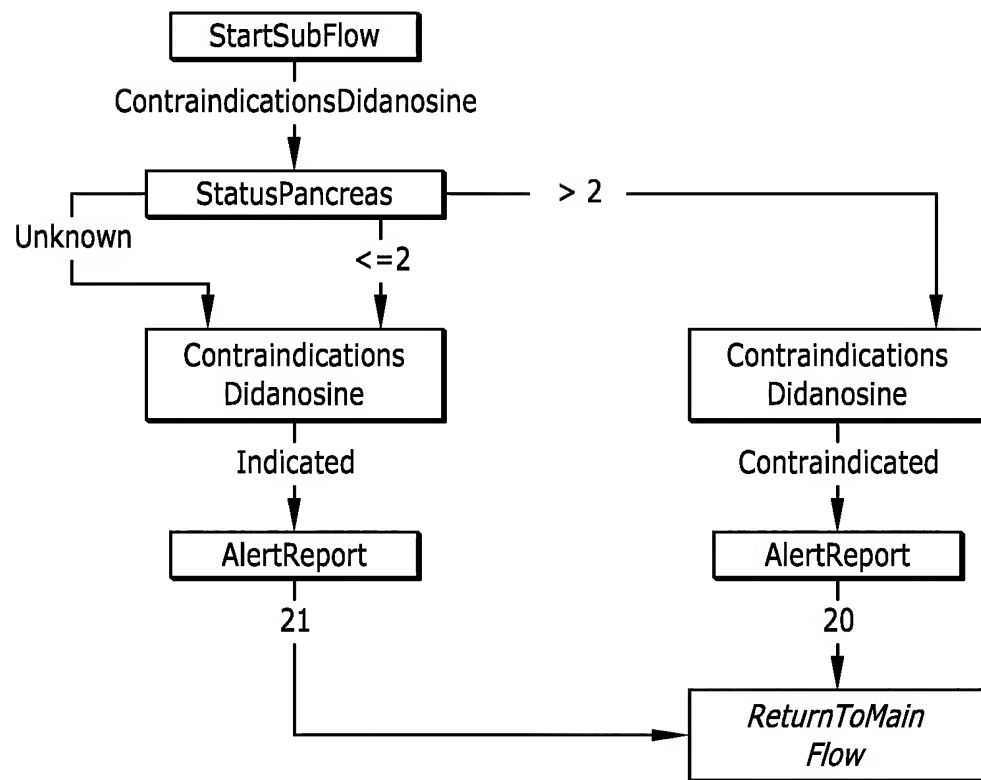 StartSubFlow
ContraindicationsDidanosine
StatusPancreas
> 2
Unknown
<=2
Contraindications
Didanosine
Contraindications
Didanosine
Indicated
Contraindicated
AlertReport
AlertReport
21
20
ReturnToMain
Flow